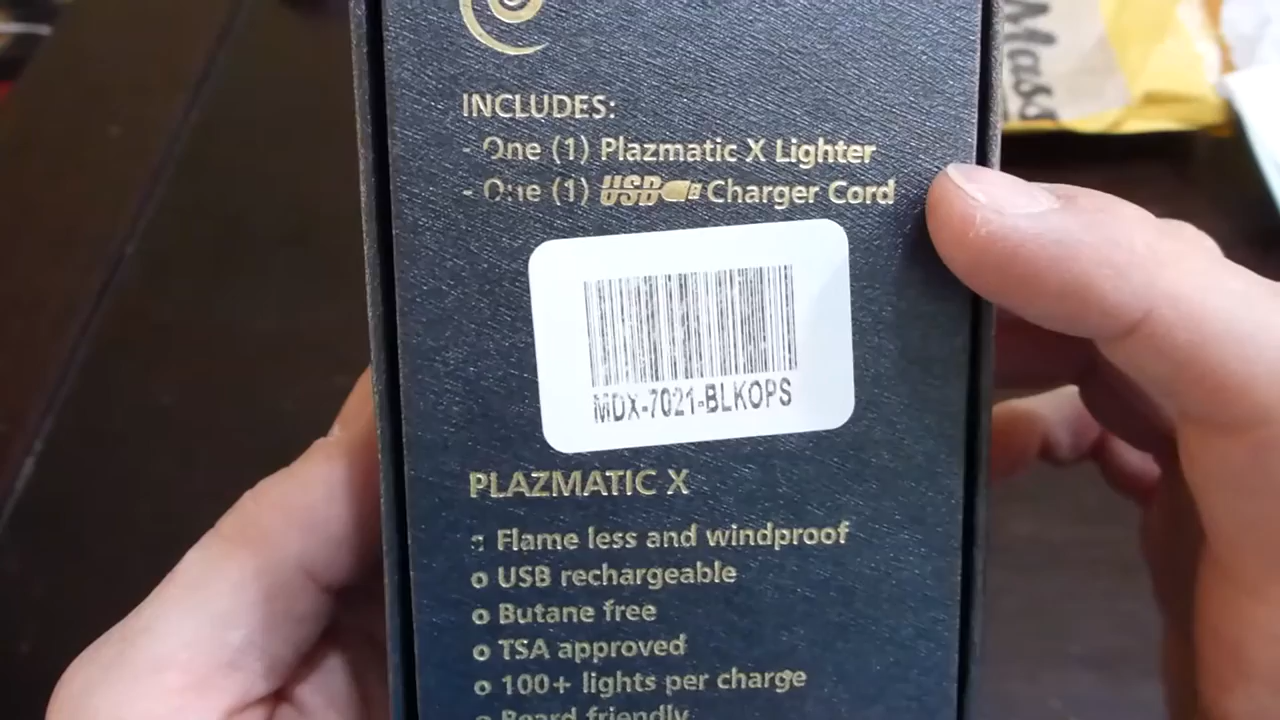 Mass
INCLUDES:
- One (1) Plazmatic X Lighter
- One (1) USB Charger Cord
MDX-7021-BLKOPS
PLAZMATIC X
o Flame less and windproof
o USB rechargeable
o Butane free
o TSA approved
o 100+ lights per charge
o Beard friendly